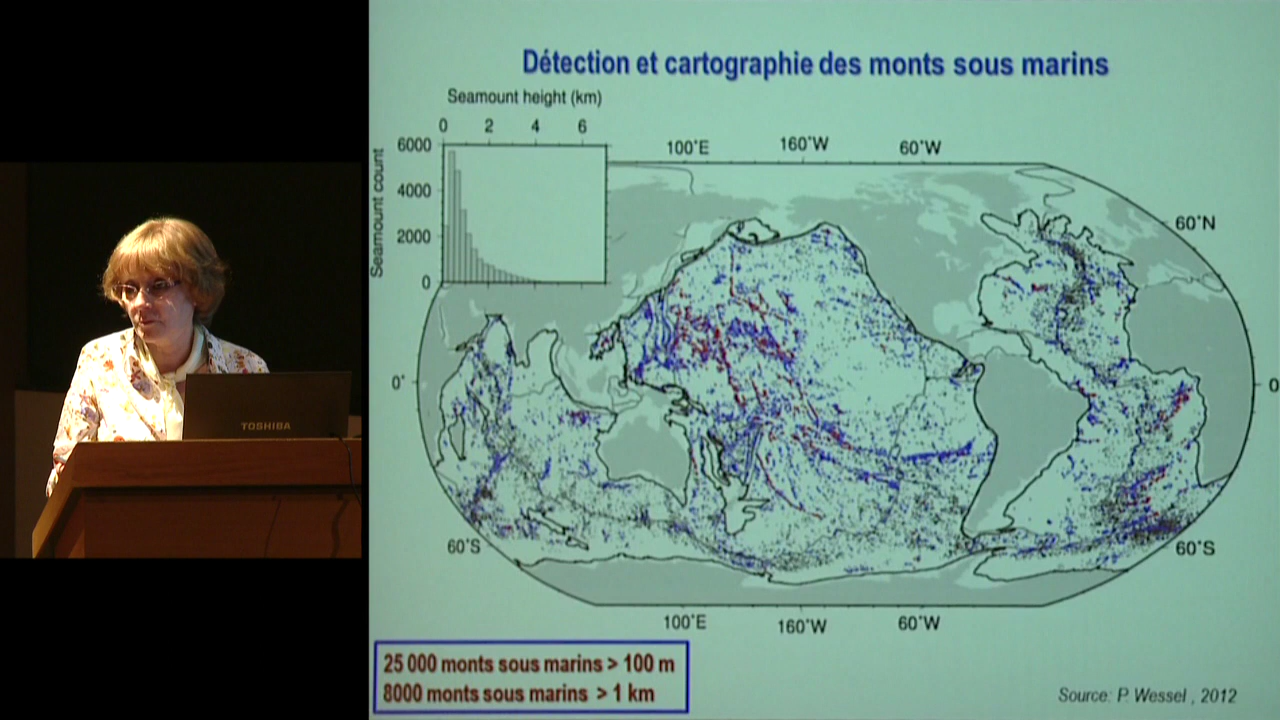 Détection et cartographie des monts sous marins
Seamount height (km)
0 2 4 6
6000
4000
2000
0
Seamount count
100°E 160°W 60°W
60°N
0°
0
60°S
60°S
100°E 160°W 60°W
25 000 monts sous marins > 100 m
8000 monts sous marins > 1 km
Source: P. Wessel , 2012
TOSHIBA